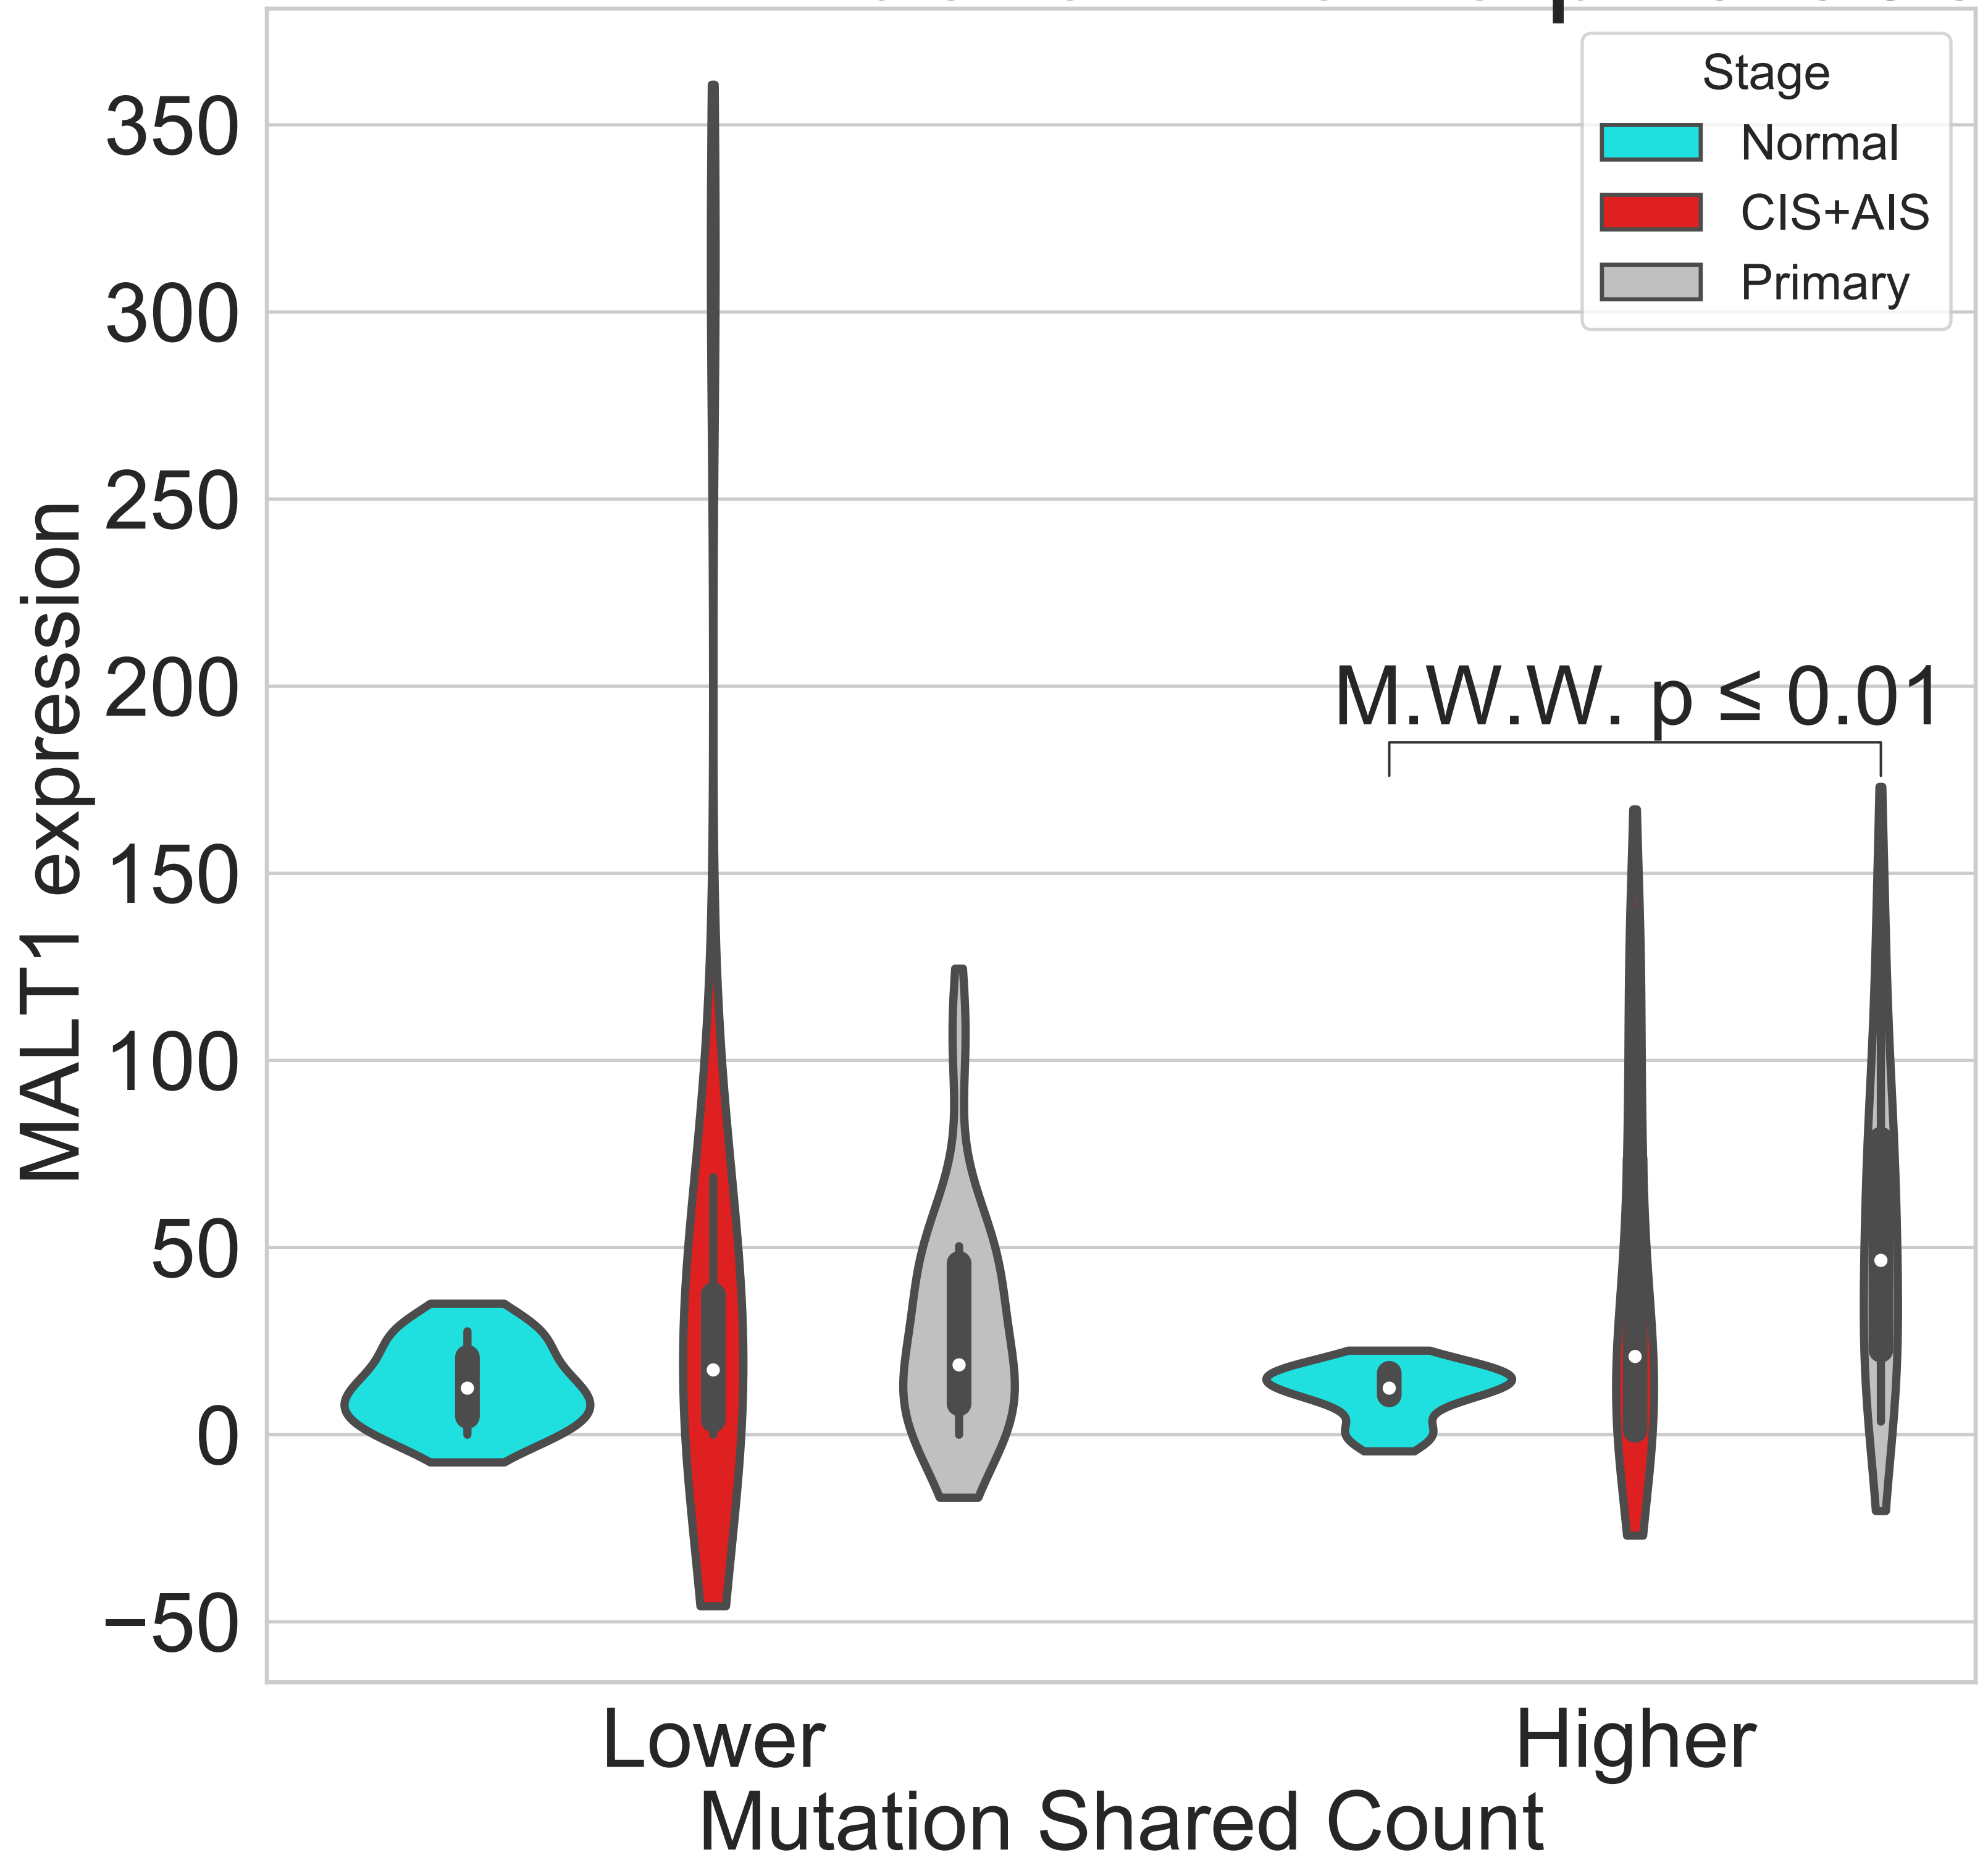 Stage
Normal
CIS+AIS
Primary
350
300
250
200
150
100
50
0
−50
MALT1 expression
M.W.W. p ≤ 0.01
Lower
Higher
Mutation Shared Count